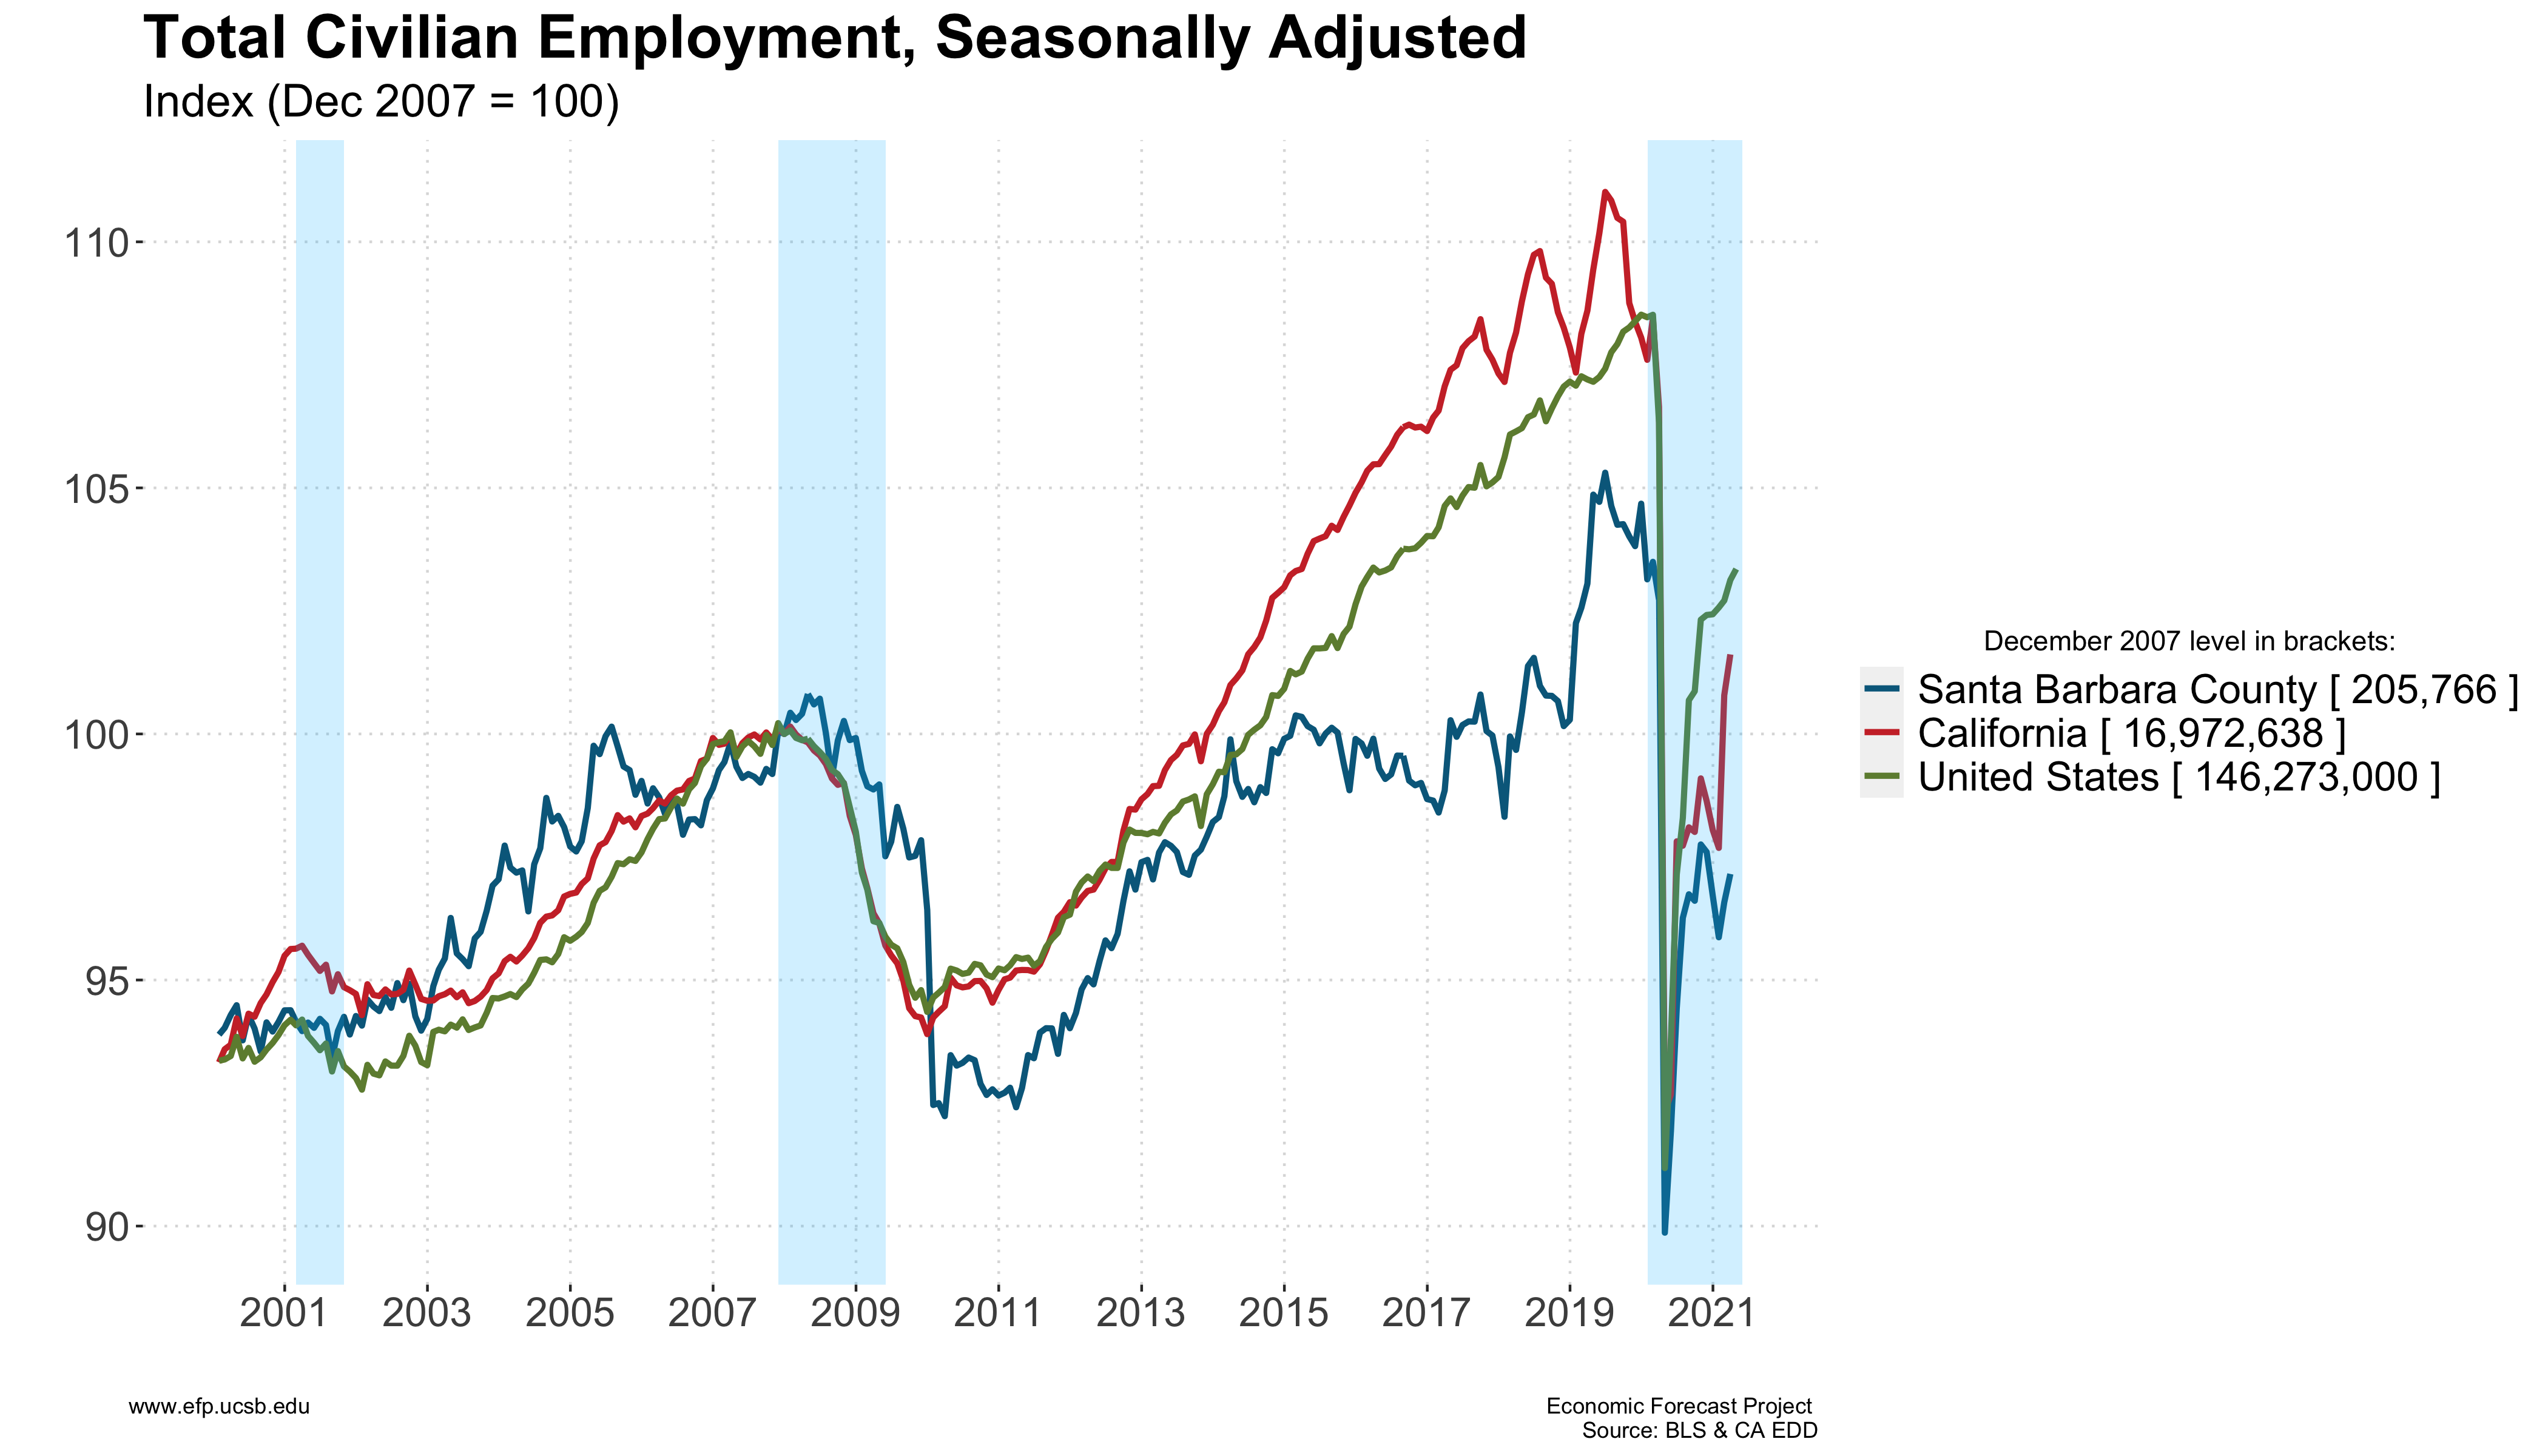 Total Civilian Employment, Seasonally Adjusted
Index (Dec 2007 = 100)
110
105
100
95
90
2001 2003 2005 2007 2009 2011 2013 2015 2017 2019 2021
December 2007 level in brackets:
Santa Barbara County [ 205,766 ]
California [ 16,972,638 ]
United States [ 146,273,000 ]
www.efp.ucsb.edu
Economic Forecast Project
Source: BLS & CA EDD